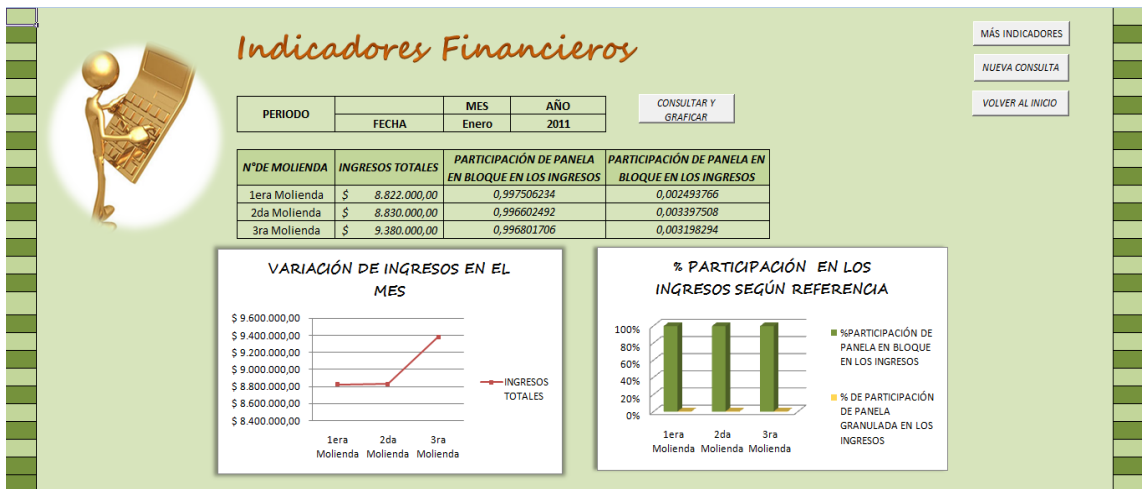 Indicadores Financieros
MÁS INDICADORES
NUEVA CONSULTA
VOLVER AL INICIO
PERIODO MES AÑO
FECHA Enero 2011
CONSULTAR Y
GRAFICAR
N°DE MOLIENDA INGRESOS TOTALES PARTICIPACIÓN DE PANELA EN BLOQUE EN LOS INGRESOS PARTICIPACIÓN DE PANELA EN BLOQUE EN LOS INGRESOS
1era Molienda $ 8.822.000,00 0,997506234 0,002493766
2da Molienda $ 8.830.000,00 0,996602492 0,003397508
3ra Molienda $ 9.380.000,00 0,996801706 0,003198294
VARIACIÓN DE INGRESOS EN EL
MES
$ 9.600.000,00
$ 9.400.000,00
$ 9.200.000,00
$ 9.000.000,00
$ 8.800.000,00
$ 8.600.000,00
$ 8.400.000,00
1era 2da 3ra
Molienda Molienda Molienda
INGRESOS
TOTALES
% PARTICIPACIÓN EN LOS
INGRESOS SEGÚN REFERENCIA
100%
80%
60%
40%
20%
0%
1era 2da 3ra
Molienda Molienda Molienda
%PARTICIPACIÓN DE
PANELA EN BLOQUE
EN LOS INGRESOS
% DE PARTICIPACIÓN
DE PANELA
GRANULADA EN LOS
INGRESOS